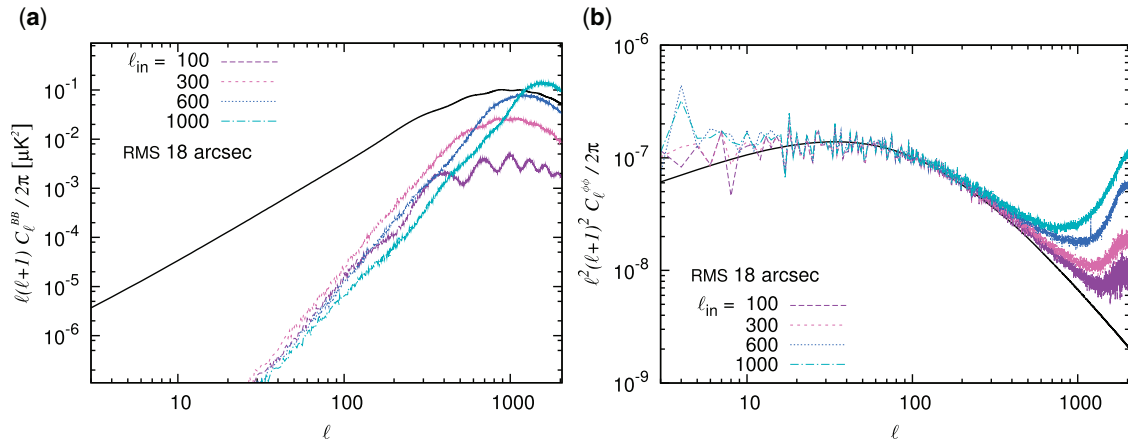 (a)
ℓ(ℓ+1) C_ℓ^BB / 2π [μK²]
10⁻¹
10⁻²
10⁻³
10⁻⁴
10⁻⁵
10⁻⁶
ℓin = 100
300
600
1000
RMS 18 arcsec
10 100 1000
ℓ
(b)
ℓ²(ℓ+1)² C_ℓ^ϕϕ / 2π
10⁻⁶
10⁻⁷
10⁻⁸
10⁻⁹
RMS 18 arcsec
ℓin = 100
300
600
1000
10 100 1000
ℓ